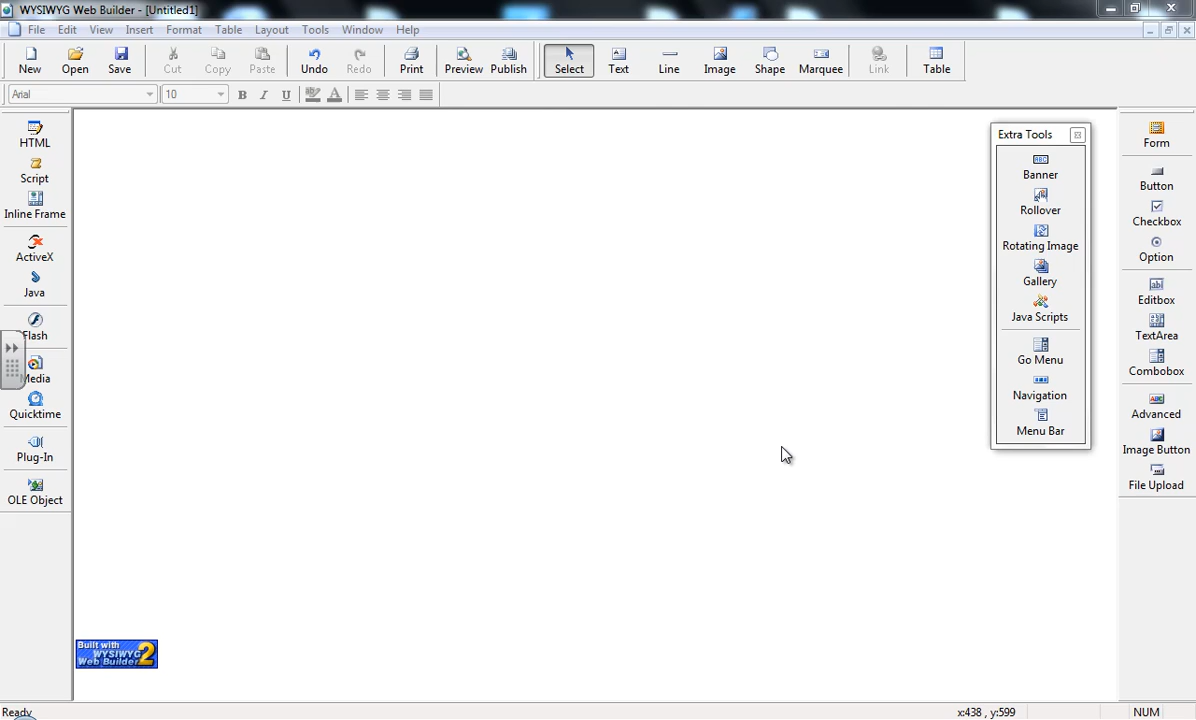 WYSIWYG Web Builder - [Untitled1]
File Edit View Insert Format Table Layout Tools Window Help
New Open Save Cut Copy Paste Undo Redo Print Preview Publish Select Text Line Image Shape Marquee Link Table
Arial 10 B I U A
HTML
Script
Inline Frame
ActiveX
Java
Flash
Media
Quicktime
Plug-In
OLE Object
Extra Tools
Banner
Rollover
Rotating Image
Gallery
Java Scripts
Go Menu
Navigation
Menu Bar
Form
Button
Checkbox
Option
Editbox
TextArea
Combobox
Advanced
Image Button
File Upload
Built with
WYSIWYG
Web Builder 2
Ready x:438 , y:599 NUM